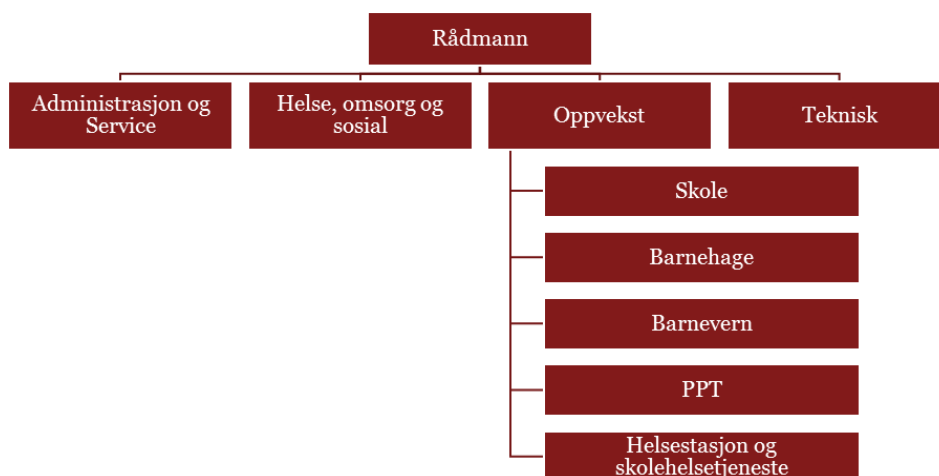 Rådmann
Administrasjon og
Service
Helse, omsorg og
sosial
Oppvekst
Teknisk
Skole
Barnehage
Barnevern
PPT
Helsestasjon og
skolehelsetjeneste